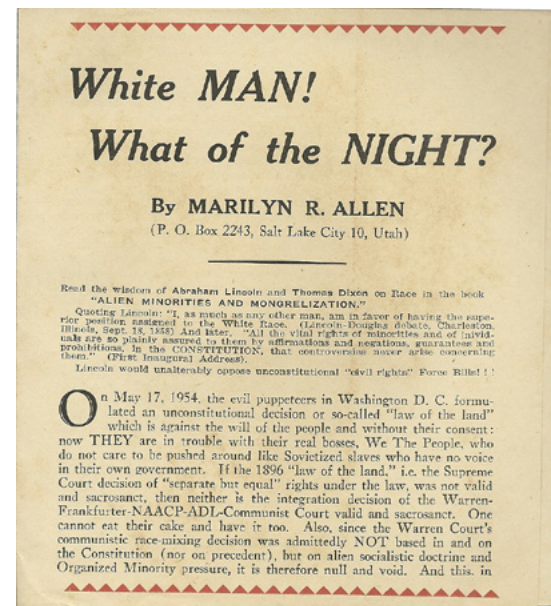 White MAN!
What of the NIGHT?
By MARILYN R. ALLEN
(P. O. Box 2243, Salt Lake City 10, Utah)
Read the wisdom of Abraham Lincoln and Thomas Dixon on Race in the book
"ALIEN MINORITIES AND MONGRELIZATION."
Quoting Lincoln: "I, as much as any other man, am in favor of having the supe-
rior position assigned to the White Race. (Lincoln-Douglas debate, Charleston,
Illinois, Sept. 18, 1858) And later. "All the vital rights of minorities and of inivid-
uals are so plainly assured to them by affirmations and negations, guarantees and
prohibitions, in the CONSTITUTION, that controversies never arise concerning
them." (First Inaugural Address).
Lincoln would unalterably oppose unconstitutional "civil rights" Force Bills! ! !
On May 17, 1954, the evil puppeteers in Washington D. C. formu-
lated an unconstitutional decision or so-called "law of the land"
which is against the will of the people and without their consent:
now THEY are in trouble with their real bosses, We The People, who
do not care to be pushed around like Sovietized slaves who have no voice
in their own government. If the 1896 "law of the land," i.e. the Supreme
Court decision of "separate but equal" rights under the law, was not valid
and sacrosanct, then neither is the integration decision of the Warren-
Frankfurter-NAACP-ADL-Communist Court valid and sacrosanct. One
cannot eat their cake and have it too. Also, since the Warren Court's
communistic race-mixing decision was admittedly NOT based in and on
the Constitution (nor on precedent), but on alien socialistic doctrine and
Organized Minority pressure, it is therefore null and void. And this, in